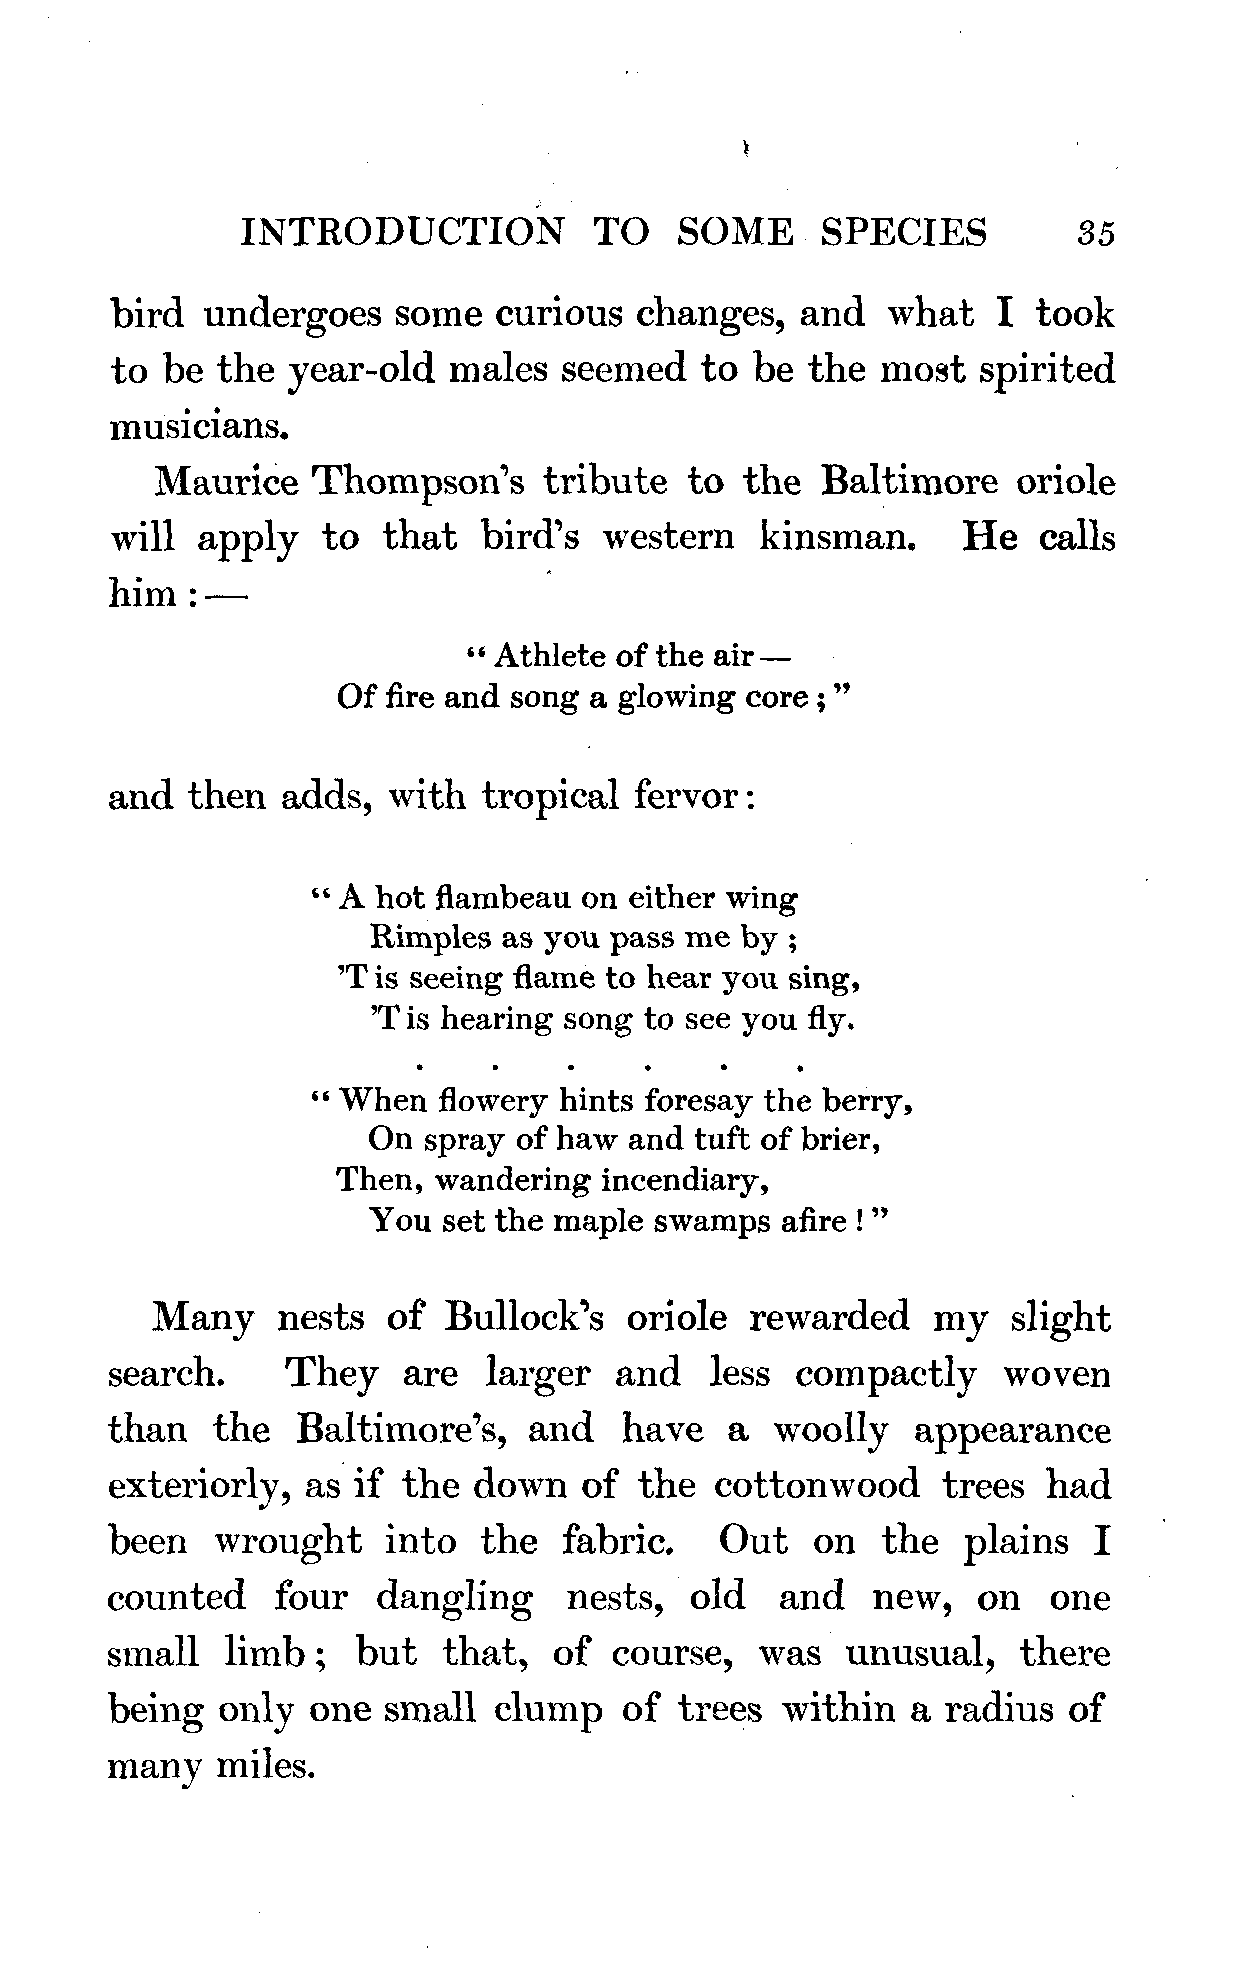 INTRODUCTION TO SOME SPECIES 35
bird undergoes some curious changes, and what I took
to be the year-old males seemed to be the most spirited
musicians.
Maurice Thompson's tribute to the Baltimore oriole
will apply to that bird's western kinsman. He calls
him : —
“ Athlete of the air —
Of fire and song a glowing core ; ”
and then adds, with tropical fervor :
“ A hot flambeau on either wing
Rimples as you pass me by ;
'T is seeing flame to hear you sing,
'T is hearing song to see you fly.
. . . . . .
“ When flowery hints foresay the berry,
On spray of haw and tuft of brier,
Then, wandering incendiary,
You set the maple swamps afire ! ”
Many nests of Bullock's oriole rewarded my slight
search. They are larger and less compactly woven
than the Baltimore's, and have a woolly appearance
exteriorly, as if the down of the cottonwood trees had
been wrought into the fabric. Out on the plains I
counted four dangling nests, old and new, on one
small limb ; but that, of course, was unusual, there
being only one small clump of trees within a radius of
many miles.